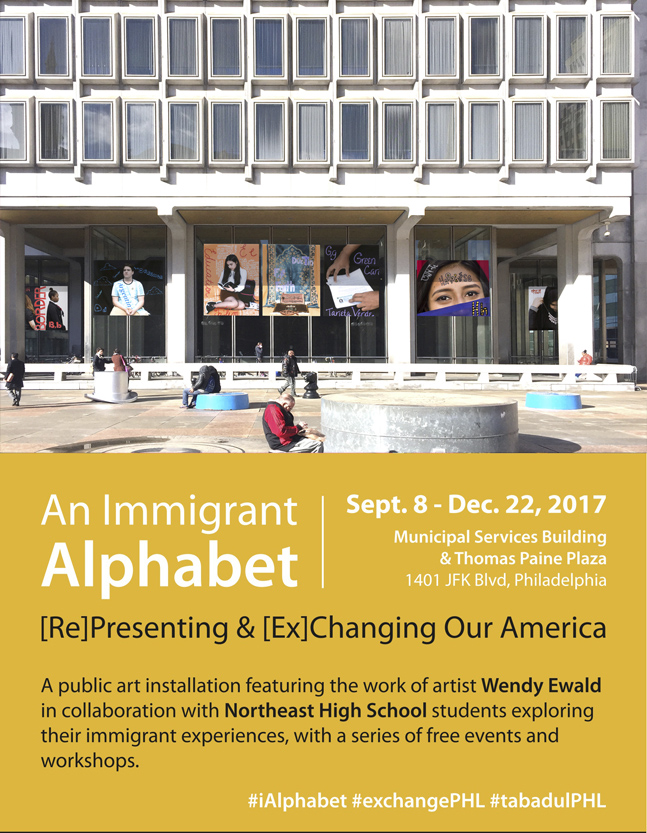 BORDER
An Immigrant
Alphabet
Sept. 8 - Dec. 22, 2017
Municipal Services Building
& Thomas Paine Plaza
1401 JFK Blvd, Philadelphia
[Re]Presenting & [Ex]Changing Our America
A public art installation featuring the work of artist Wendy Ewald
in collaboration with Northeast High School students exploring
their immigrant experiences, with a series of free events and
workshops.
#iAlphabet #exchangePHL #tabadulPHL